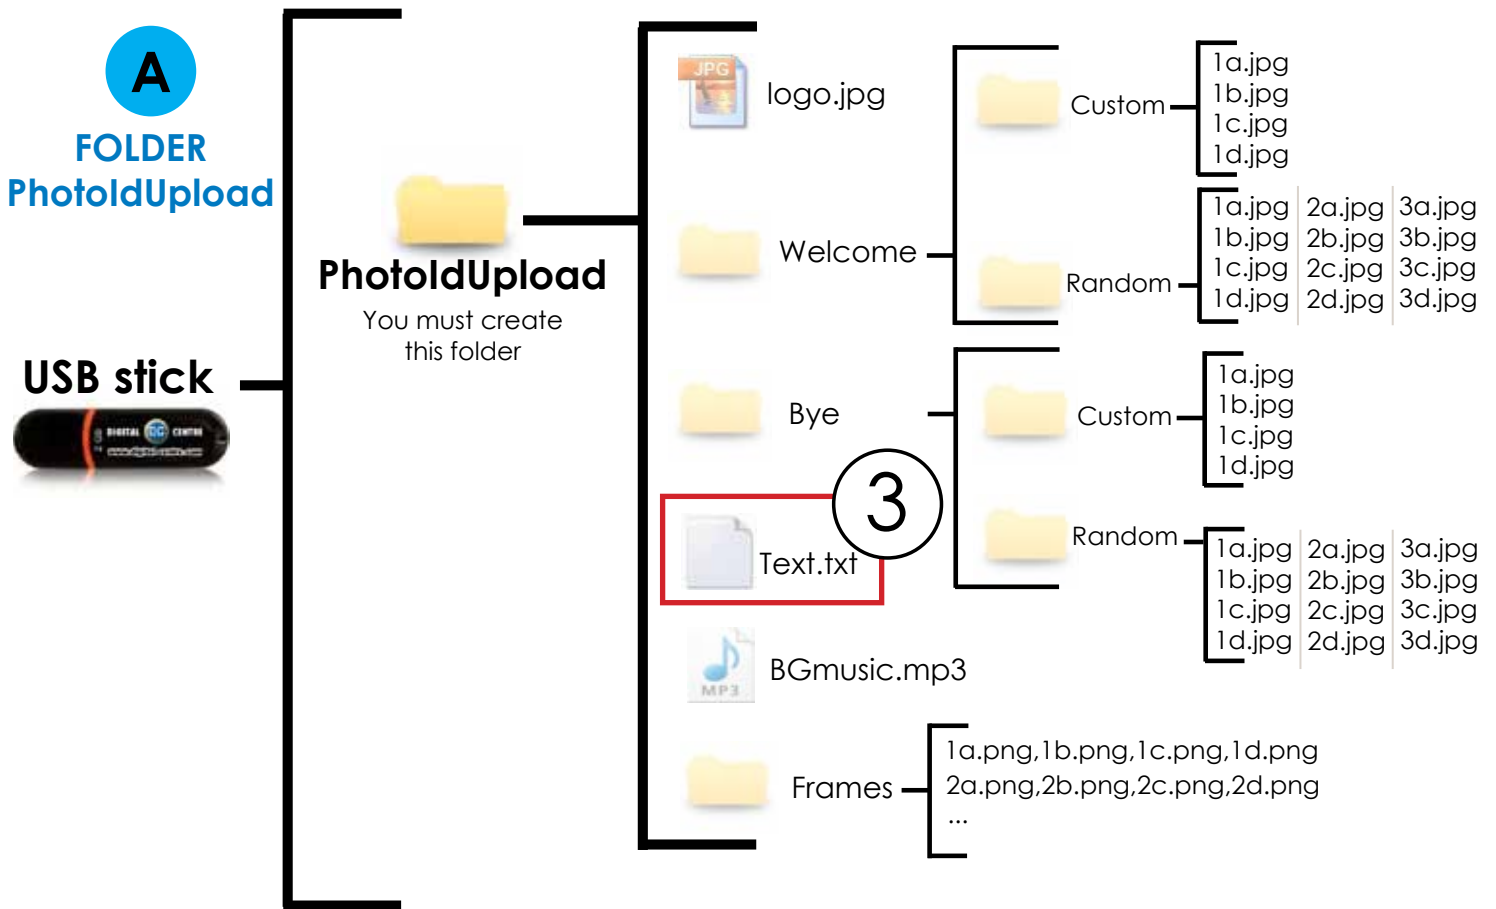 A
FOLDER
PhotoIdUpload
USB stick
DIGITAL DC CENTRE
PhotoIdUpload
You must create
this folder
JPG
logo.jpg
Welcome
Custom
1a.jpg
1b.jpg
1c.jpg
1d.jpg
Random
1a.jpg 2a.jpg 3a.jpg
1b.jpg 2b.jpg 3b.jpg
1c.jpg 2c.jpg 3c.jpg
1d.jpg 2d.jpg 3d.jpg
Bye
Custom
1a.jpg
1b.jpg
1c.jpg
1d.jpg
Random
1a.jpg 2a.jpg 3a.jpg
1b.jpg 2b.jpg 3b.jpg
1c.jpg 2c.jpg 3c.jpg
1d.jpg 2d.jpg 3d.jpg
3
Text.txt
MP3
BGmusic.mp3
Frames
1a.png,1b.png,1c.png,1d.png
2a.png,2b.png,2c.png,2d.png
...